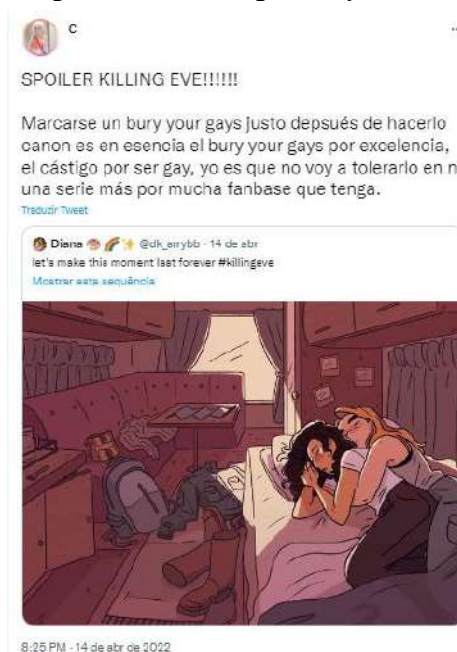 C
SPOILER KILLING EVE!!!!!!
Marcarse un bury your gays justo depsués de hacerlo
canon es en esencia el bury your gays por excelencia,
el cástigo por ser gay, yo es que no voy a tolerarlo en n
una serie más por mucha fanbase que tenga.
Traduzir Tweet
Diana @dk_arrybb · 14 de abr
let's make this moment last forever #killingeve
Mostrar esta sequência
8:25 PM · 14 de abr de 2022